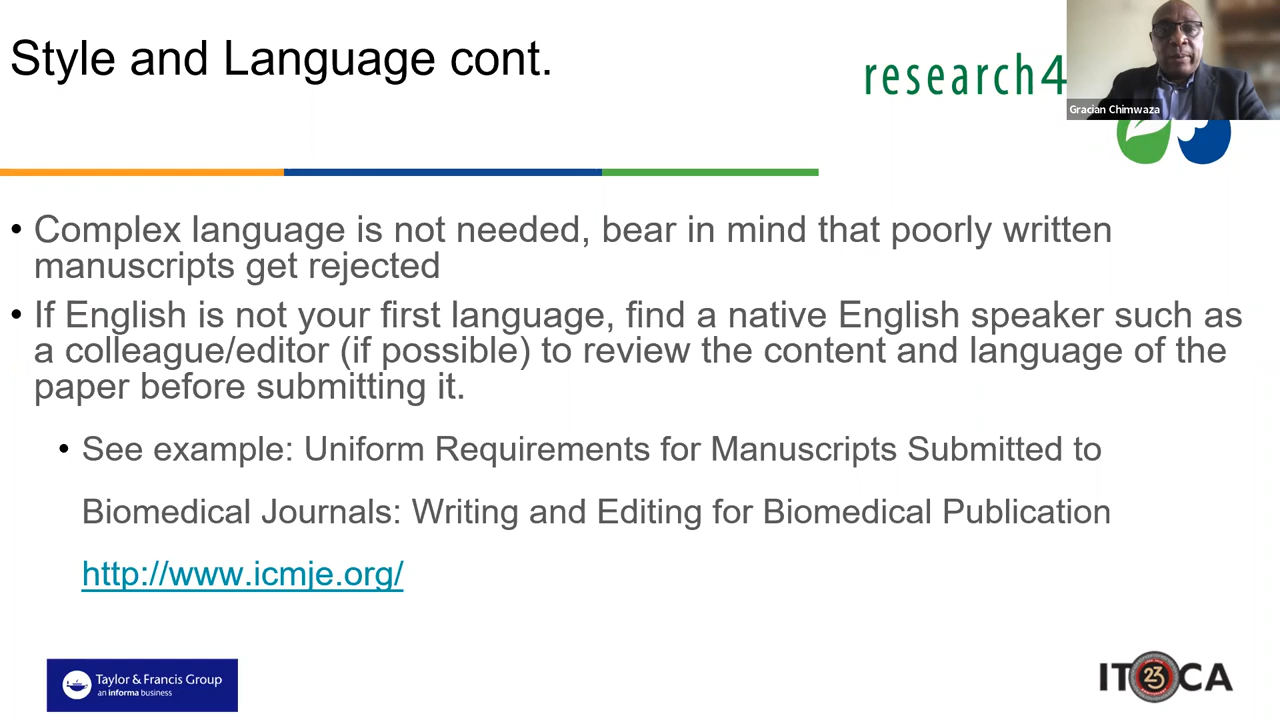 Style and Language cont.
research4
Gracian Chimwaza
• Complex language is not needed, bear in mind that poorly written
manuscripts get rejected
• If English is not your first language, find a native English speaker such as
a colleague/editor (if possible) to review the content and language of the
paper before submitting it.
• See example: Uniform Requirements for Manuscripts Submitted to
Biomedical Journals: Writing and Editing for Biomedical Publication
http://www.icmje.org/
Taylor & Francis Group
an informa business
IT CA
23